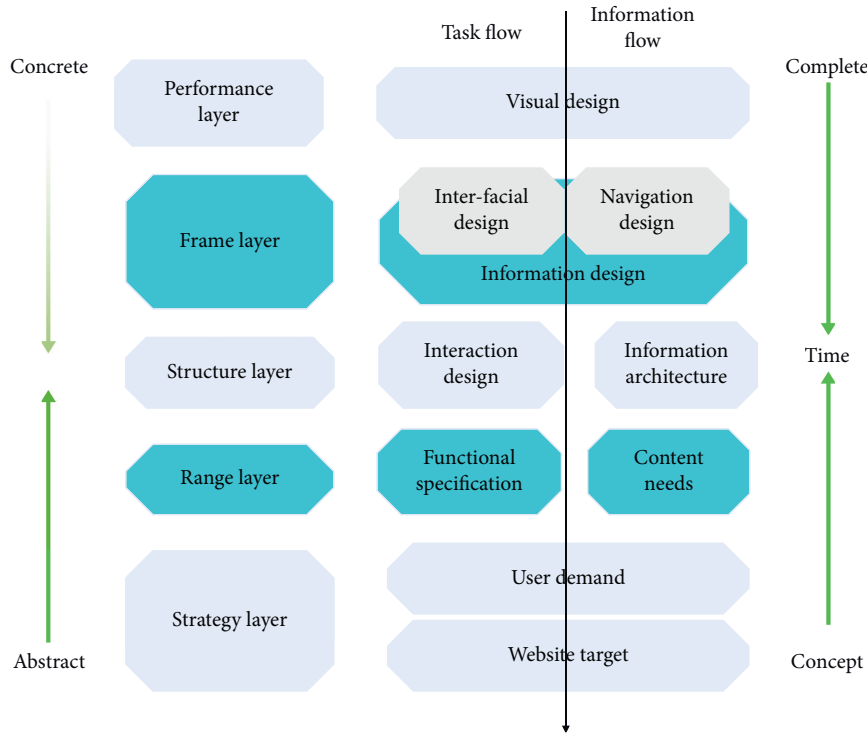 Task flow
Information
flow
Concrete
Complete
Performance
layer
Visual design
Frame layer
Inter-facial
design
Navigation
design
Information design
Structure layer
Interaction
design
Information
architecture
Time
Range layer
Functional
specification
Content
needs
Strategy layer
User demand
Website target
Abstract
Concept